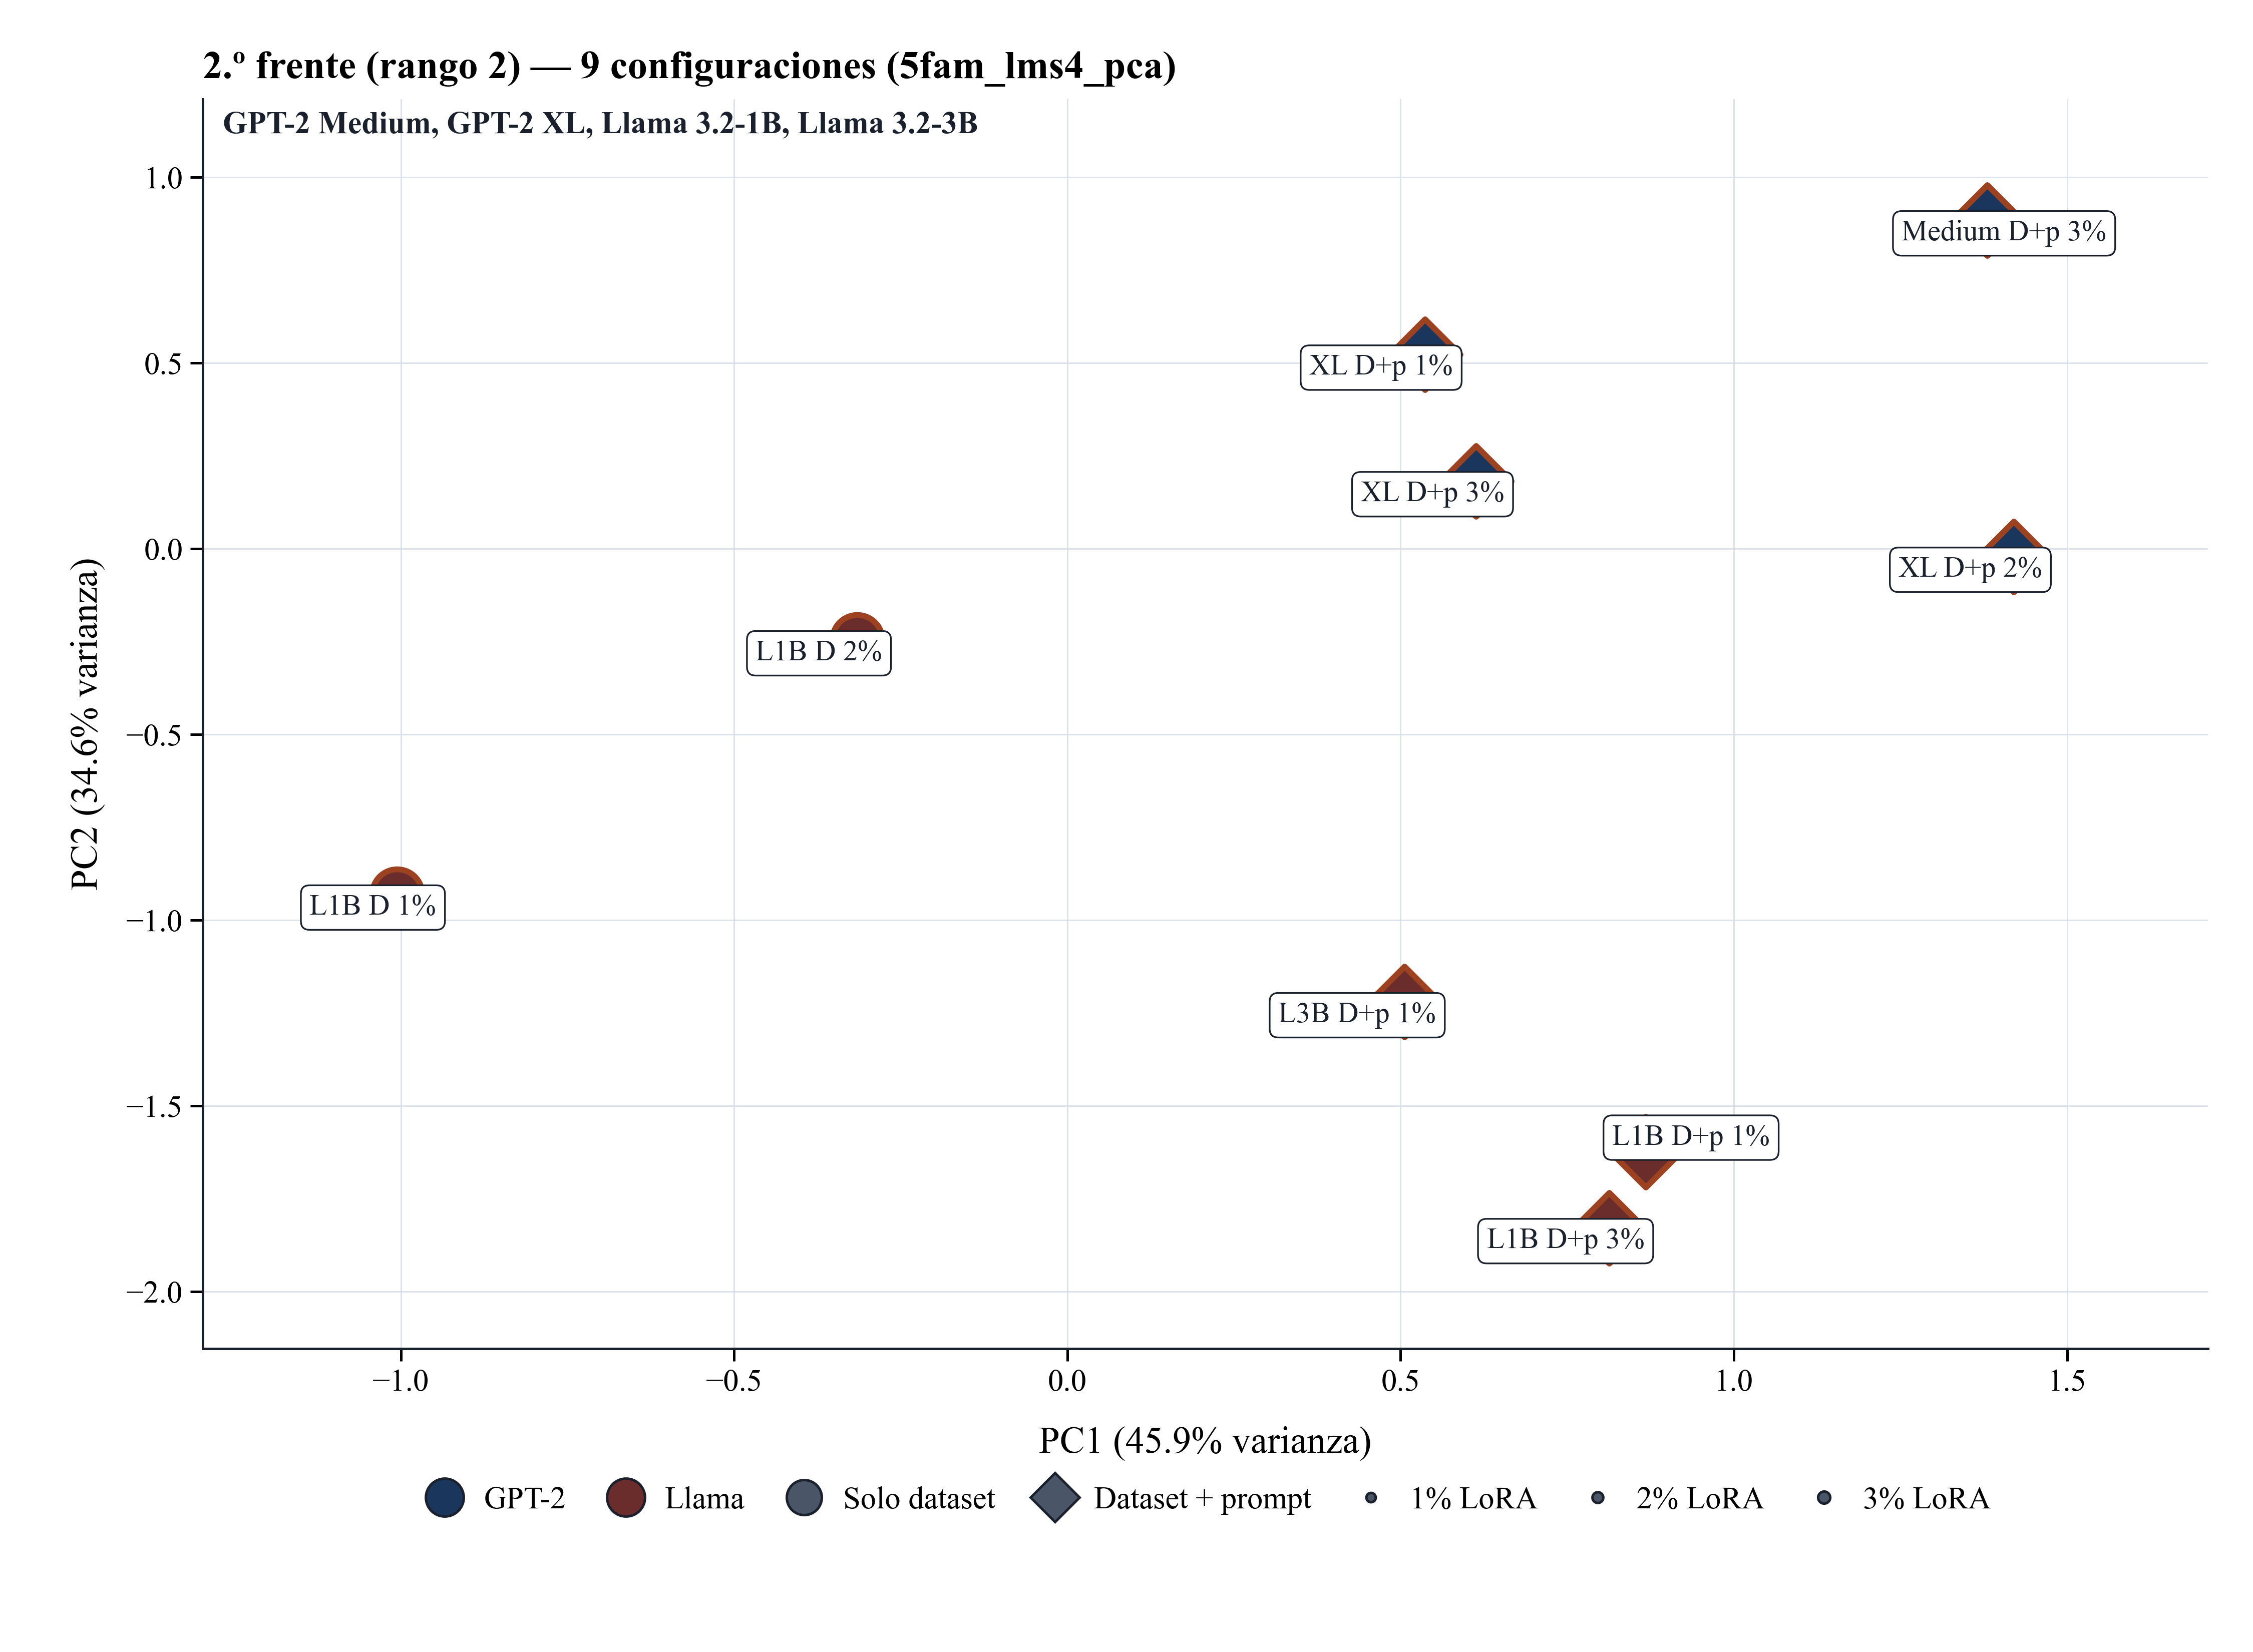 2.º frente (rango 2) — 9 configuraciones (5fam_lms4_pca)
GPT-2 Medium, GPT-2 XL, Llama 3.2-1B, Llama 3.2-3B
1.0
0.5
0.0
−0.5
−1.0
−1.5
−2.0
PC2 (34.6% varianza)
Medium D+p 3%
XL D+p 1%
XL D+p 3%
XL D+p 2%
L1B D 2%
L1B D 1%
L3B D+p 1%
L1B D+p 1%
L1B D+p 3%
−1.0 −0.5 0.0 0.5 1.0 1.5
PC1 (45.9% varianza)
GPT-2 Llama Solo dataset Dataset + prompt 1% LoRA 2% LoRA 3% LoRA